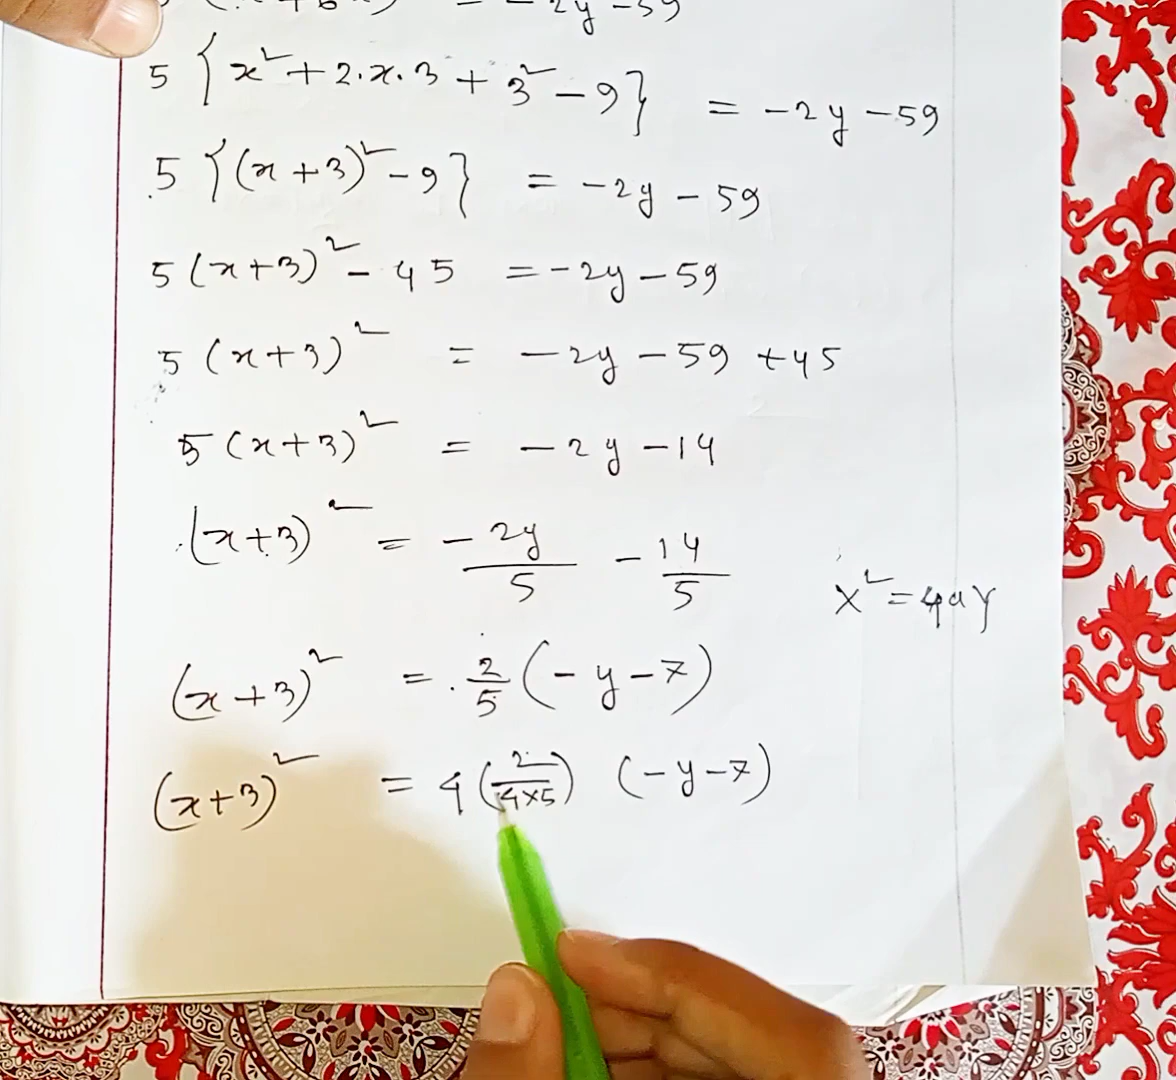 = -2y -59
5 {x² + 2.x.3 + 3² - 9} = -2y -59
5 {(x+3)² - 9} = -2y - 59
5(x+3)² - 45 = -2y - 59
5(x+3)² = -2y - 59 + 45
5(x+3)² = -2y - 14
(x+3)² = -2y/5 - 14/5
x² = 4ay
(x+3)² = 2/5 (-y-7)
(x+3)² = 4(2/4×5) (-y-7)